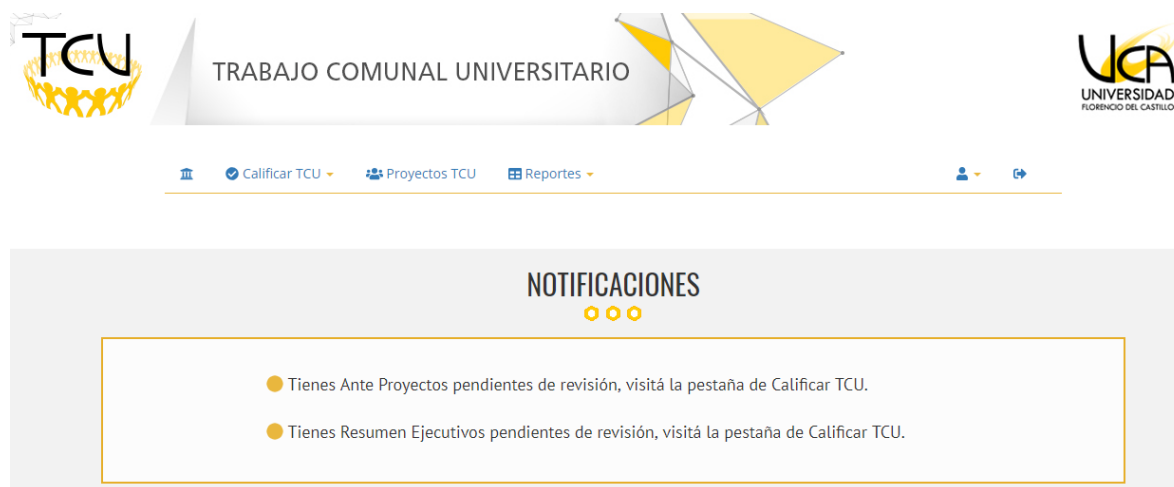 TCU
TRABAJO COMUNAL UNIVERSITARIO
UCA
UNIVERSIDAD
FLORENCIO DEL CASTILLO
Calificar TCU
Proyectos TCU
Reportes
NOTIFICACIONES
Tienes Ante Proyectos pendientes de revisión, visitá la pestaña de Calificar TCU.
Tienes Resumen Ejecutivos pendientes de revisión, visitá la pestaña de Calificar TCU.